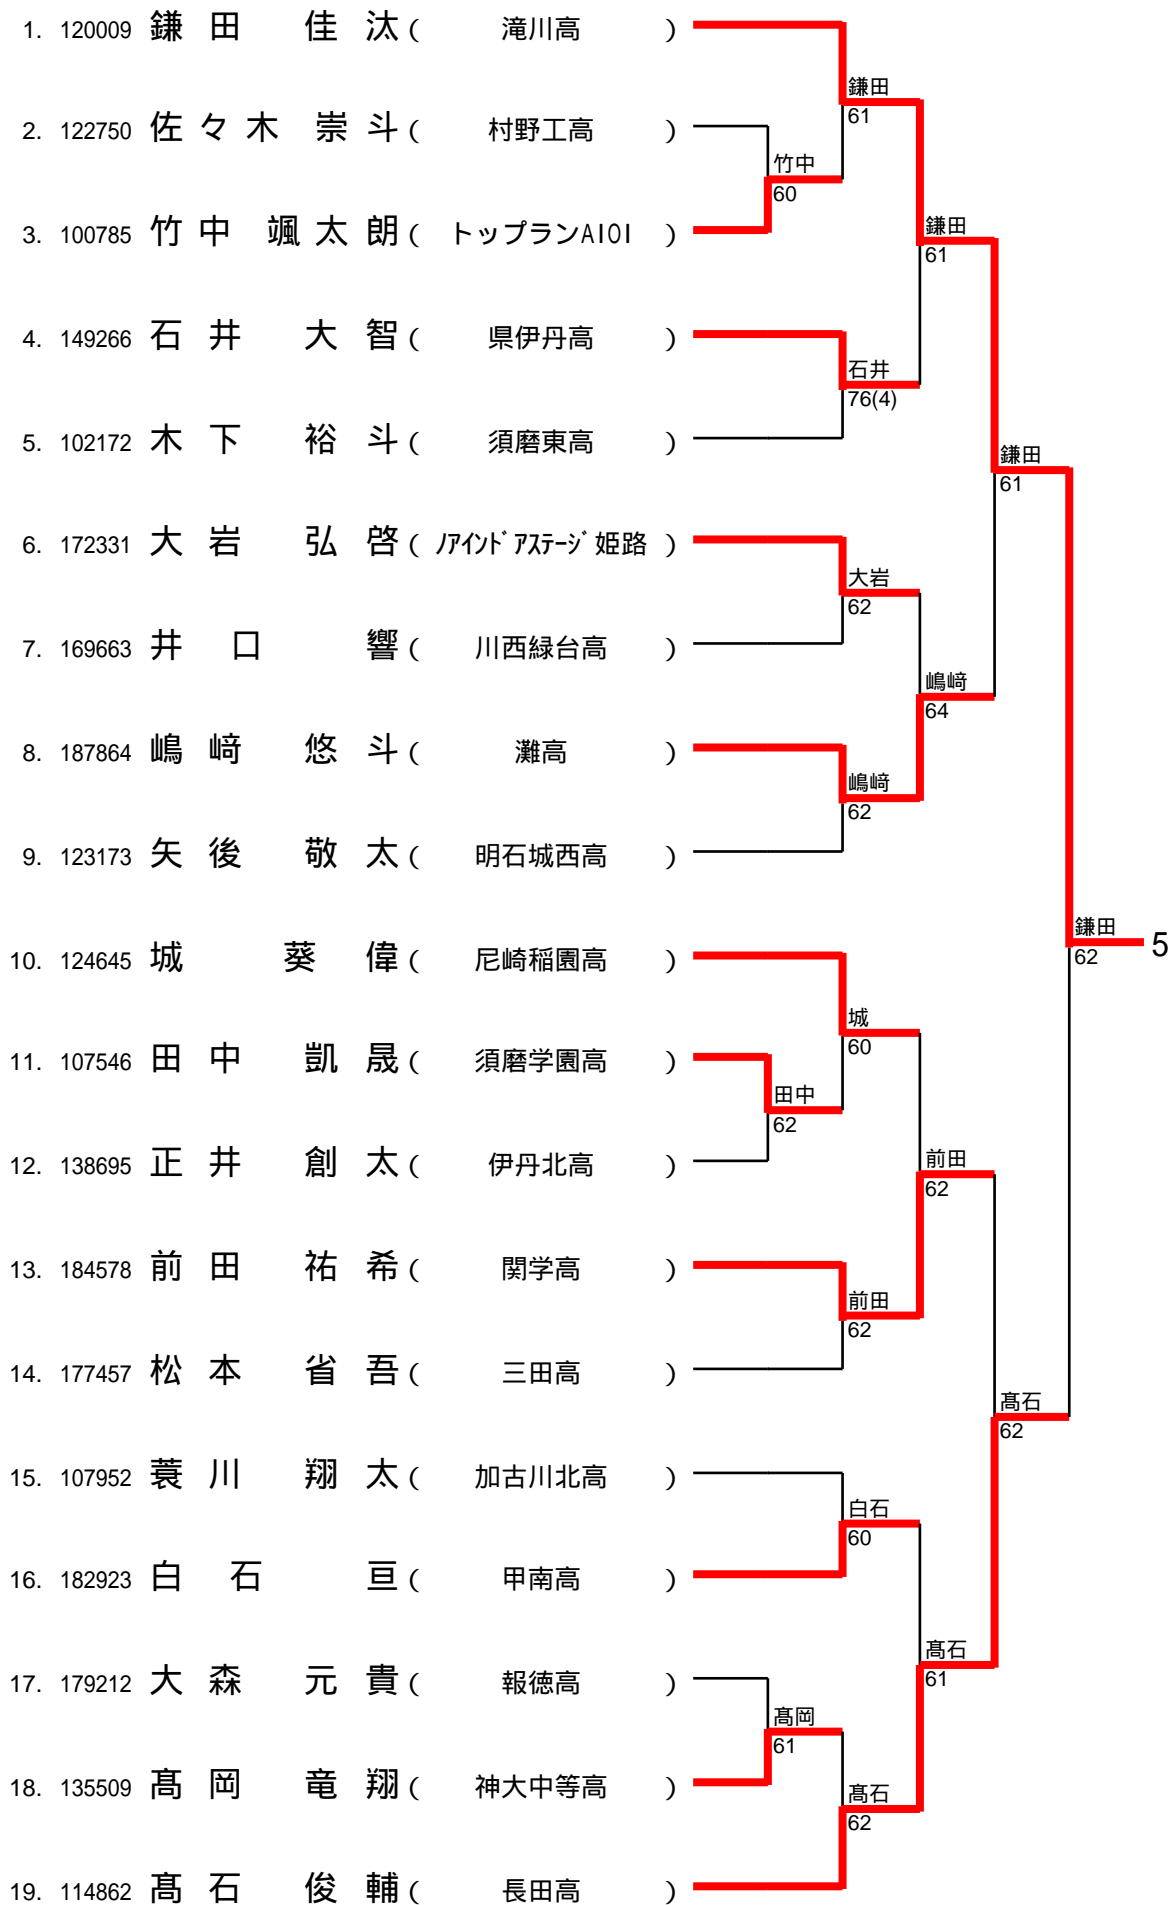 1. 120009 鎌田 佳汰 ( 滝川高 )
鎌田
61
2. 122750 佐々木 崇斗 ( 村野工高 )
竹中
60
3. 100785 竹中 颯太朗 ( トップランAIOI )
鎌田
61
4. 149266 石井 大智 ( 県伊丹高 )
石井
76(4)
5. 102172 木下 裕斗 ( 須磨東高 )
鎌田
61
6. 172331 大岩 弘啓 ( ﾉｱｲﾝﾄﾞｱｽﾃｰｼﾞ姫路 )
大岩
62
7. 169663 井口 響 ( 川西緑台高 )
嶋﨑
64
8. 187864 嶋﨑 悠斗 ( 灘高 )
嶋﨑
62
9. 123173 矢後 敬太 ( 明石城西高 )
鎌田
62
5
10. 124645 城 葵偉 ( 尼崎稲園高 )
城
60
11. 107546 田中 凱晟 ( 須磨学園高 )
田中
62
12. 138695 正井 創太 ( 伊丹北高 )
前田
62
13. 184578 前田 祐希 ( 関学高 )
前田
62
14. 177457 松本 省吾 ( 三田高 )
髙石
62
15. 107952 蓑川 翔太 ( 加古川北高 )
白石
60
16. 182923 白石 亘 ( 甲南高 )
髙石
61
17. 179212 大森 元貴 ( 報徳高 )
髙岡
61
18. 135509 髙岡 竜翔 ( 神大中等高 )
髙石
62
19. 114862 髙石 俊輔 ( 長田高 )